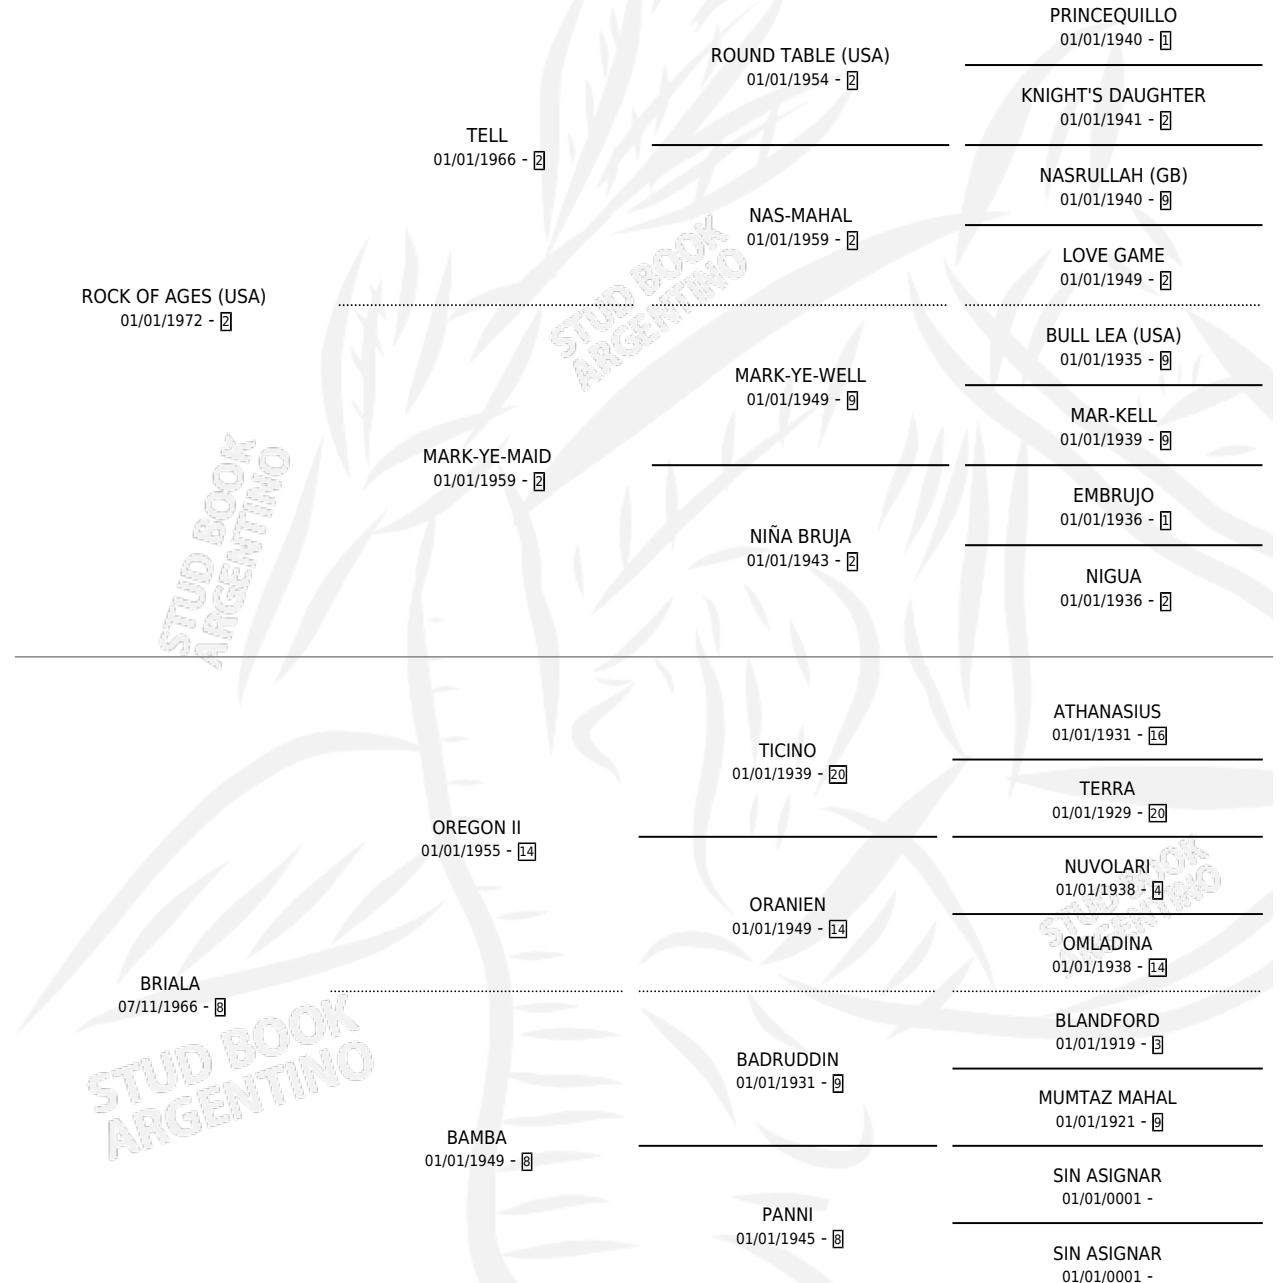 PRINCEQUILLO
01/01/1940 - 1
ROUND TABLE (USA)
01/01/1954 - 2
KNIGHT'S DAUGHTER
01/01/1941 - 2
TELL
01/01/1966 - 2
NASRULLAH (GB)
01/01/1940 - 9
NAS-MAHAL
01/01/1959 - 2
LOVE GAME
01/01/1949 - 2
ROCK OF AGES (USA)
01/01/1972 - 2
BULL LEA (USA)
01/01/1935 - 9
MARK-YE-WELL
01/01/1949 - 9
MAR-KELL
01/01/1939 - 9
MARK-YE-MAID
01/01/1959 - 2
EMBRUJO
01/01/1936 - 1
NIÑA BRUJA
01/01/1943 - 2
NIGUA
01/01/1936 - 2
ATHANASIUS
01/01/1931 - 16
TICINO
01/01/1939 - 20
TERRA
01/01/1929 - 20
OREGON II
01/01/1955 - 14
NUVOLARI
01/01/1938 - 4
ORANIEN
01/01/1949 - 14
OMLADINA
01/01/1938 - 14
BRIALA
07/11/1966 - 8
BLANDFORD
01/01/1919 - 3
BADRUDDIN
01/01/1931 - 9
MUMTAZ MAHAL
01/01/1921 - 9
BAMBA
01/01/1949 - 8
SIN ASIGNAR
01/01/0001 -
PANNI
01/01/1945 - 8
SIN ASIGNAR
01/01/0001 -
STUD BOOK
ARGENTINO
STUD BOOK
ARGENTINO
STUD BOOK
ARGENTINO
STUD BOOK
ARGENTINO